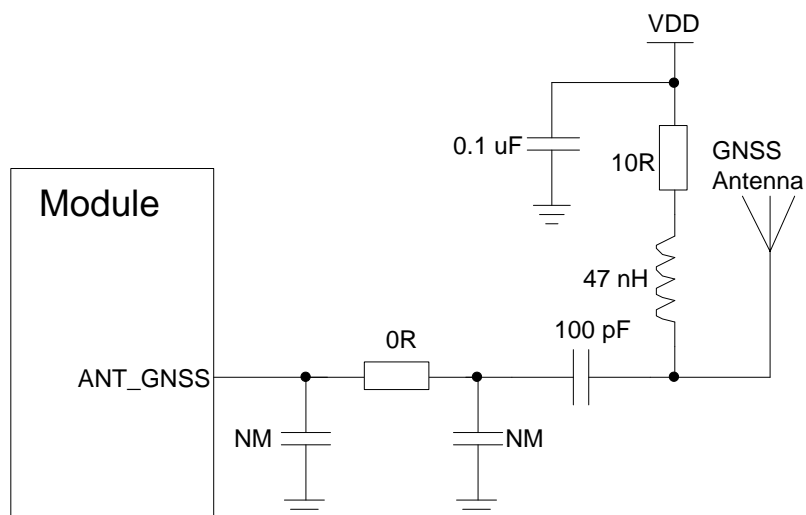 VDD
0.1 uF
10R
GNSS
Antenna
Module
47 nH
100 pF
0R
ANT_GNSS
NM
NM